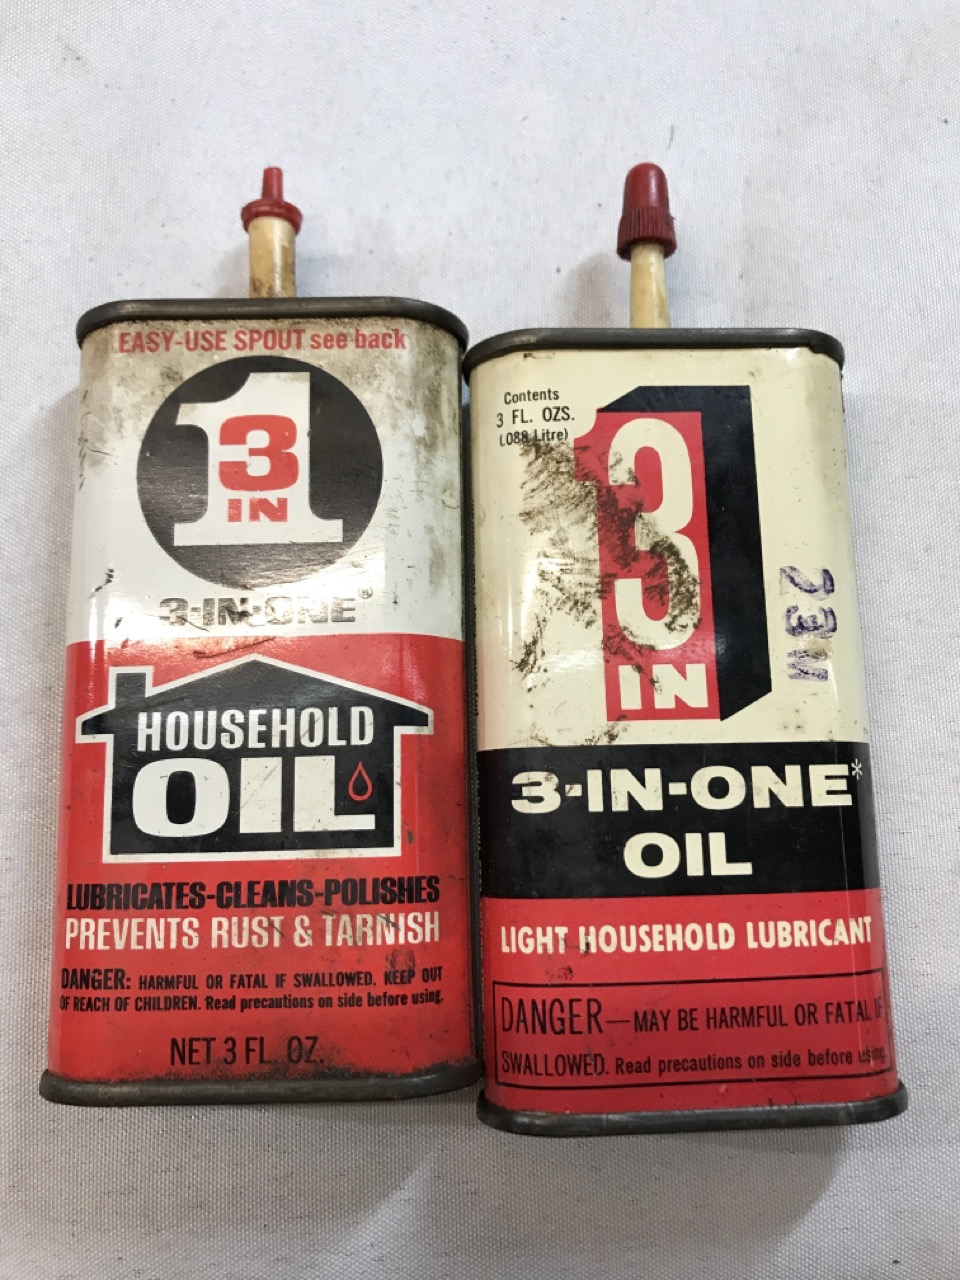 EASY-USE SPOUT see back
1
3
IN
3-IN-ONE®
HOUSEHOLD
OIL
LUBRICATES-CLEANS-POLISHES
PREVENTS RUST & TARNISH
DANGER: HARMFUL OR FATAL IF SWALLOWED. KEEP OUT
OF REACH OF CHILDREN. Read precautions on side before using.
NET 3 FL. OZ.
Contents
3 FL. OZS.
(.088 Litre)
1
3
IN
23M
3-IN-ONE*
OIL
LIGHT HOUSEHOLD LUBRICANT
DANGER—MAY BE HARMFUL OR FATAL IF
SWALLOWED. Read precautions on side before using.